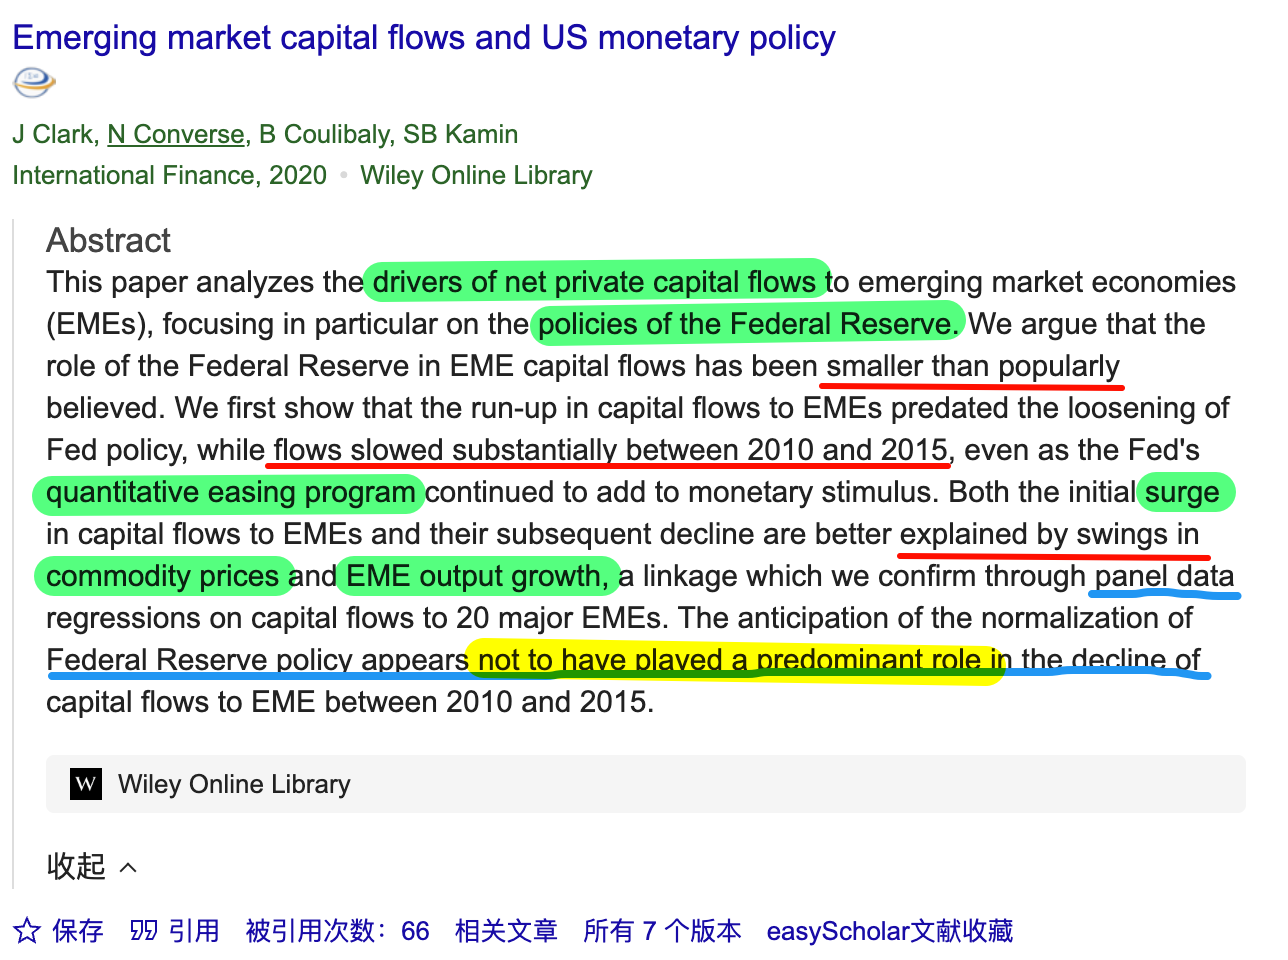 Emerging market capital flows and US monetary policy
J Clark, N Converse, B Coulibaly, SB Kamin
International Finance, 2020 • Wiley Online Library
Abstract
This paper analyzes the drivers of net private capital flows to emerging market economies
(EMEs), focusing in particular on the policies of the Federal Reserve. We argue that the
role of the Federal Reserve in EME capital flows has been smaller than popularly
believed. We first show that the run-up in capital flows to EMEs predated the loosening of
Fed policy, while flows slowed substantially between 2010 and 2015, even as the Fed's
quantitative easing program continued to add to monetary stimulus. Both the initial surge
in capital flows to EMEs and their subsequent decline are better explained by swings in
commodity prices and EME output growth, a linkage which we confirm through panel data
regressions on capital flows to 20 major EMEs. The anticipation of the normalization of
Federal Reserve policy appears not to have played a predominant role in the decline of
capital flows to EME between 2010 and 2015.
W Wiley Online Library
收起
保存 引用 被引用次数：66 相关文章 所有 7 个版本 easyScholar文献收藏